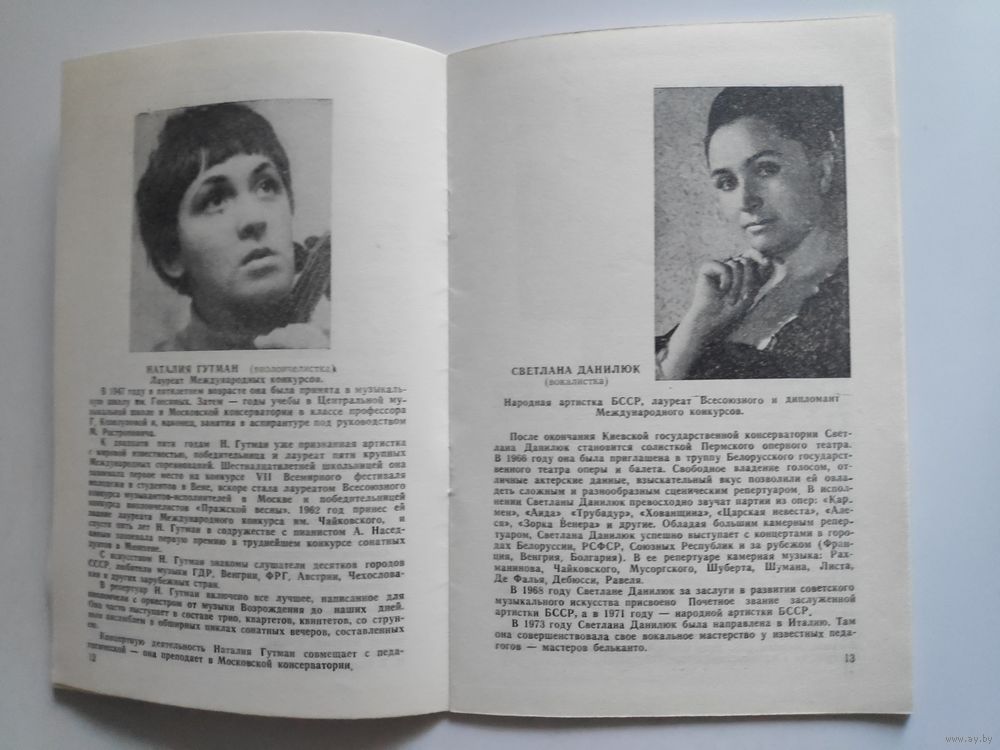 НАТАЛИЯ ГУТМАН (виолончелистка)
Лауреат Международных конкурсов.
В 1947 году в пятилетнем возрасте она была принята в музыкаль-
ную школу им. Гнесиных. Затем — годы учебы в Центральной му-
зыкальной школе и Московской консерватории в классе профессора
Г. Козолуповой и, наконец, занятия в аспирантуре под руководством
М. Ростроповича.
К двадцати пяти годам Н. Гутман уже признанная артистка
с мировой известностью, победительница и лауреат пяти крупных
Международных соревнований. Шестнадцатилетней школьницей она
завоевала первое место на конкурсе VII Всемирного фестиваля
молодежи и студентов в Вене, вскоре стала лауреатом Всесоюзного
конкурса музыкантов-исполнителей в Москве и победительницей
конкурса виолончелистов «Пражской весны». 1962 год принес ей
звание лауреата Международного конкурса им. Чайковского, и
спустя пять лет Н. Гутман в содружестве с пианистом А. Насед-
киным завоевала первую премию в труднейшем конкурсе сонатных
дуэтов в Мюнхене.
С искусством Н. Гутман знакомы слушатели десятков городов
СССР, любители музыки ГДР, Венгрии, ФРГ, Австрии, Чехослова-
кии и других зарубежных стран.
В репертуар Н. Гутман включено все лучшее, написанное для
виолончели с оркестром от музыки Возрождения до наших дней.
Она часто выступает в составе трио, квартетов, квинтетов, со струн-
ным ансамблем в обширных циклах сонатных вечеров, составленных
ею.
Концертную деятельность Наталия Гутман совмещает с педа-
гогической — она преподает в Московской консерватории.
12
СВЕТЛАНА ДАНИЛЮК
(вокалистка)
Народная артистка БССР, лауреат Всесоюзного и дипломант
Международного конкурсов.
После окончания Киевской государственной консерватории Свет-
лана Данилюк становится солисткой Пермского оперного театра.
В 1966 году она была приглашена в труппу Белорусского государст-
венного театра оперы и балета. Свободное владение голосом, от-
личные актерские данные, взыскательный вкус позволили ей овла-
деть сложным и разнообразным сценическим репертуаром. В испол-
нении Светланы Данилюк превосходно звучат партии из опер: «Кар-
мен», «Аида» «Трубадур», «Хованщина», «Царская невеста», «Але-
ся», «Зорка Венера» и другие. Обладая большим камерным репер-
туаром, Светлана Данилюк успешно выступает с концертами в го-
родах Белоруссии, РСФСР, Союзных Республик и за рубежом (Фран-
ция, Венгрия, Болгария). В ее репертуаре камерная музыка: Рах-
манинова, Чайковского, Мусоргского, Шуберта, Шумана, Листа,
Де Фалья, Дебюсси, Равеля.
В 1968 году Светлане Данилюк за заслуги в развитии советского
музыкального искусства присвоено Почетное звание заслуженной
артистки БССР, а в 1971 году — народной артистки БССР.
В 1973 году Светлана Данилюк была направлена в Италию. Там
она совершенствовала свое вокальное мастерство у известных педа-
гогов — мастеров бельканто.
13
www.ay.by